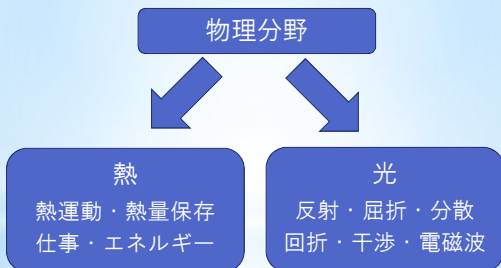 物理分野
熱
熱運動・熱量保存
仕事・エネルギー
光
反射・屈折・分散
回折・干渉・電磁波